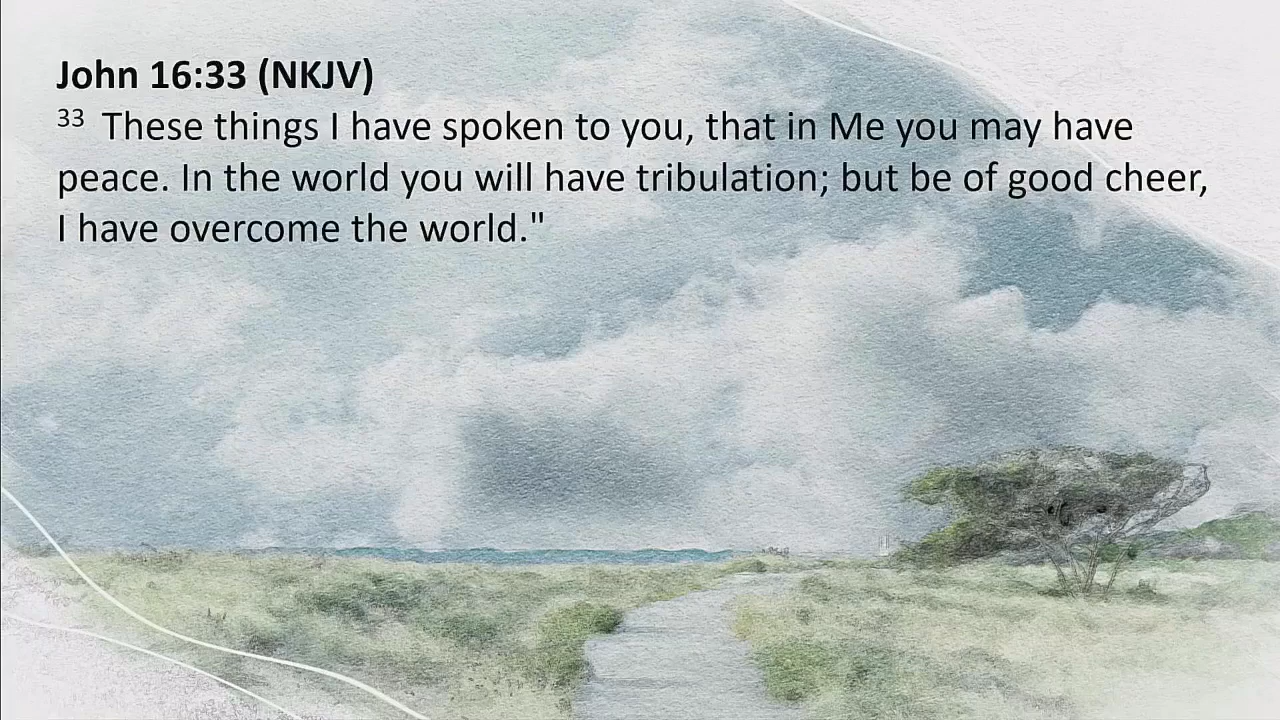 John 16:33 (NKJV)
33 These things I have spoken to you, that in Me you may have
peace. In the world you will have tribulation; but be of good cheer,
I have overcome the world."